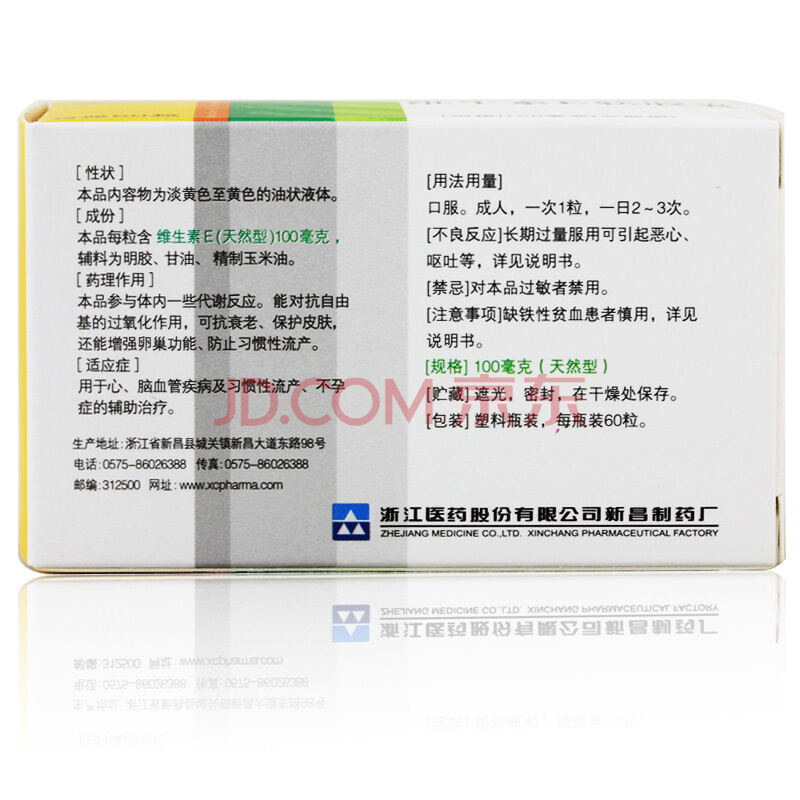 [性状]
本品内容物为淡黄色至黄色的油状液体。
[成份]
本品每粒含 维生素E(天然型)100毫克，
辅料为明胶、甘油、精制玉米油。
[药理作用]
本品参与体内一些代谢反应。能对抗自由
基的过氧化作用，可抗衰老、保护皮肤，
还能增强卵巢功能、防止习惯性流产。
[适应症]
用于心、脑血管疾病及习惯性流产、不孕
症的辅助治疗。
生产地址: 浙江省新昌县城关镇新昌大道东路98号
电话: 0575-86026388 传真: 0575-86026388
邮编: 312500 网址: www.xcpharma.com
[用法用量]
口服。成人，一次1粒，一日2～3次。
[不良反应]长期过量服用可引起恶心、
呕吐等，详见说明书。
[禁忌]对本品过敏者禁用。
[注意事项]缺铁性贫血患者慎用，详见
说明书。
[规格] 100毫克(天然型)
[贮藏] 遮光，密封，在干燥处保存。
[包装] 塑料瓶装，每瓶装60粒。
JD.COM 京东
浙江医药股份有限公司新昌制药厂
ZHEJIANG MEDICINE CO.,LTD. XINCHANG PHARMACEUTICAL FACTORY